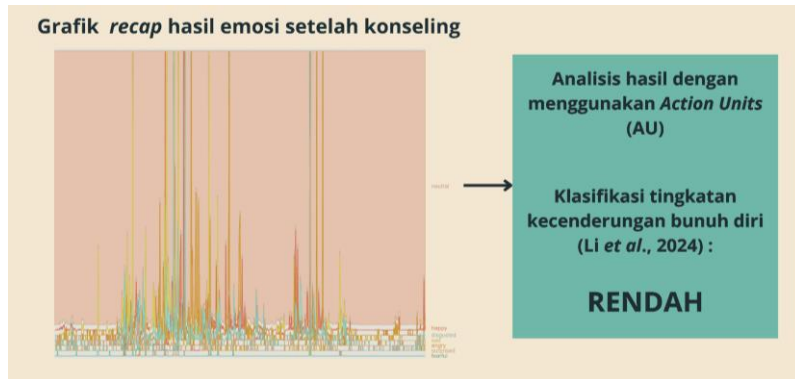 Grafik recap hasil emosi setelah konseling
Analisis hasil dengan
menggunakan Action Units
(AU)
neutral
Klasifikasi tingkatan
kecenderungan bunuh diri
(Li et al., 2024) :
RENDAH
happy
disgusted
sad
angry
surprised
fearful